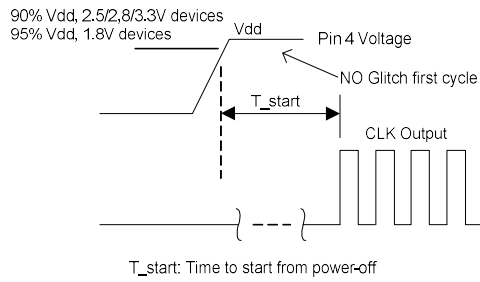 90% Vdd, 2.5/2,8/3.3V devices
95% Vdd, 1.8V devices
Vdd
Pin 4 Voltage
NO Glitch first cycle
T_start
CLK Output
T_start: Time to start from power-off